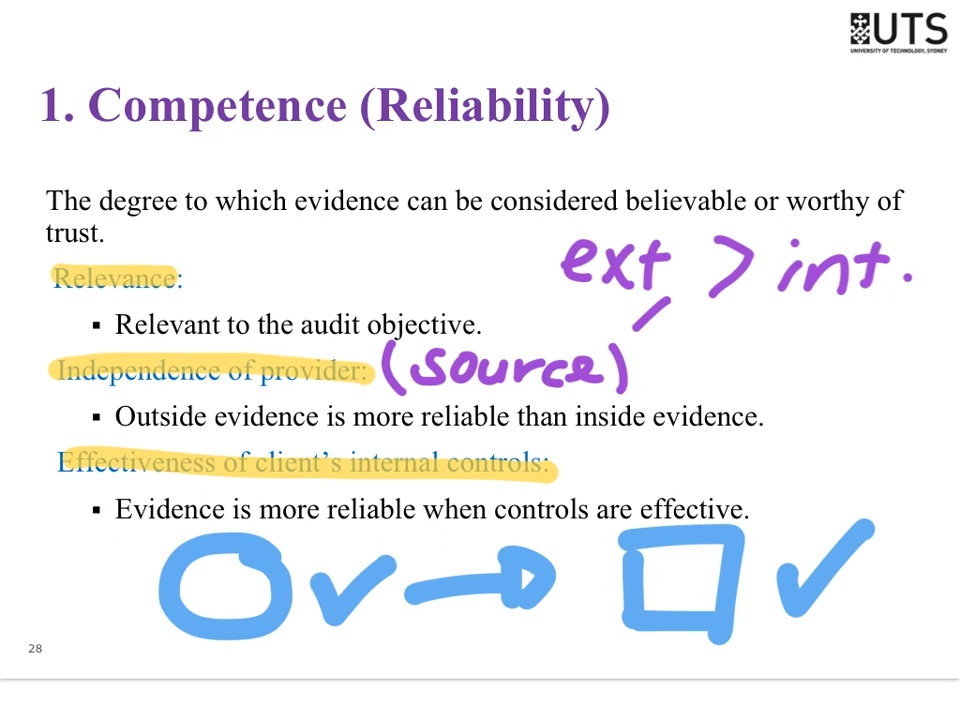 UTS
UNIVERSITY OF TECHNOLOGY, SYDNEY
1. Competence (Reliability)
The degree to which evidence can be considered believable or worthy of
trust.
ext > int.
Relevance:
▪ Relevant to the audit objective.
Independence of provider: (source)
▪ Outside evidence is more reliable than inside evidence.
Effectiveness of client's internal controls:
▪ Evidence is more reliable when controls are effective.
28